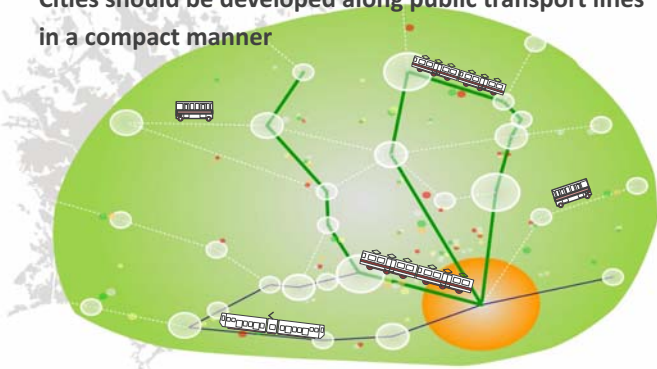 Cities should be developed along public transport lines
in a compact manner